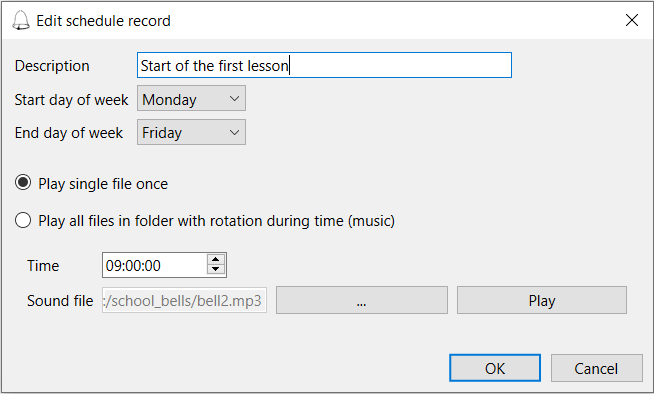 Edit schedule record
Description Start of the first lesson
Start day of week Monday
End day of week Friday
Play single file once
Play all files in folder with rotation during time (music)
Time 09:00:00
Sound file :/school_bells/bell2.mp3 ... Play
OK Cancel